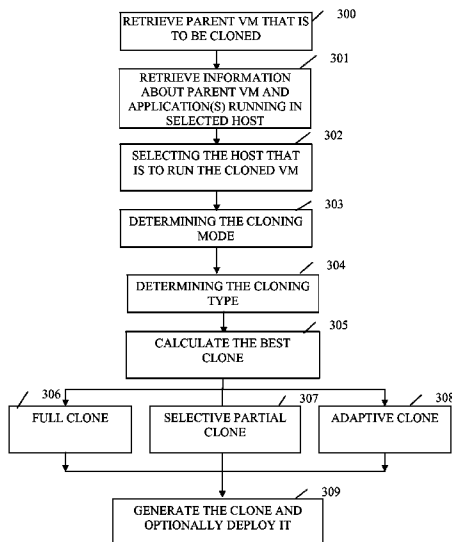 300
RETRIEVE PARENT VM THAT IS
TO BE CLONED
301
RETRIEVE INFORMATION
ABOUT PARENT VM AND
APPLICATION(S) RUNNING IN
SELECTED HOST
302
SELECTING THE HOST THAT
IS TO RUN THE CLONED VM
303
DETERMINING THE CLONING
MODE
304
DETERMINING THE CLONING
TYPE
305
CALCULATE THE BEST
CLONE
306
FULL CLONE
307
SELECTIVE PARTIAL
CLONE
308
ADAPTIVE CLONE
309
GENERATE THE CLONE AND
OPTIONALLY DEPLOY IT